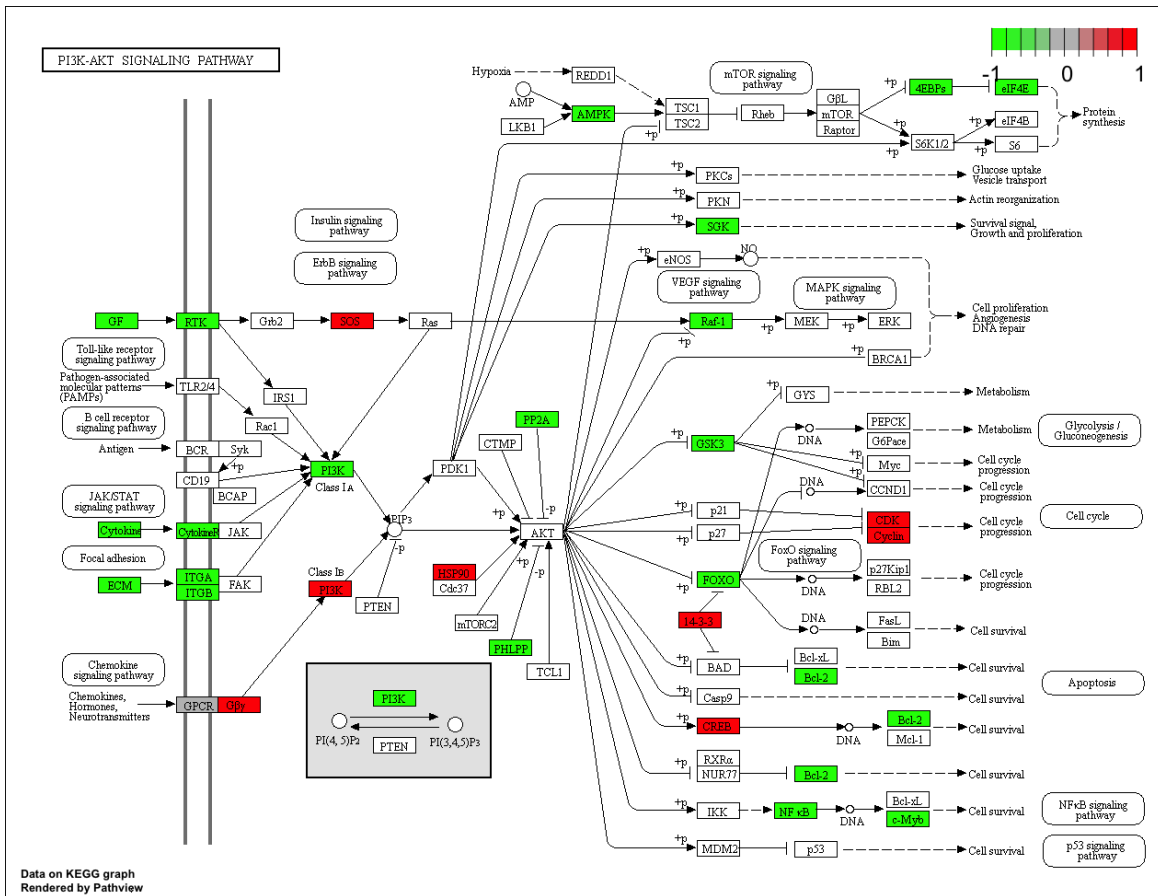 PI3K-AKT SIGNALING PATHWAY
-1 0 1
Hypoxia
REDD1
mTOR signaling
pathway
AMP
LKB1
AMPK
TSC1
TSC2
+p
Rheb
GβL
mTOR
Raptor
+p
+p
4EBPs
eIF4E
Protein
synthesis
S6K1/2
+p
+p
+p
eIF4B
S6
+p
PKCs
Glucose uptake
Vesicle transport
+p
PKN
Actin reorganization
+p
SGK
Survival signal,
Growth and proliferation
Insulin signaling
pathway
ErbB signaling
pathway
+p
eNOS
NO
VEGF signaling
pathway
MAPK signaling
pathway
GF
RTK
Grb2
SOS
Ras
Raf-1
+p
MEK
+p
ERK
+p
Cell proliferation
Angiogenesis
DNA repair
+p
BRCA1
Toll-like receptor
signaling pathway
Pathogen-associated
molecular patterns
(PAMPs)
TLR2/4
IRS1
Rac1
B cell receptor
signaling pathway
Antigen
BCR
Syk
+p
CD19
BCAP
PI3K
Class IA
PP2A
CTMP
PDK1
+p
-p
PIP3
-p
AKT
+p
-p
+p
GYS
Metabolism
+p
GSK3
DNA
PEPCK
G6Pace
Metabolism
Glycolysis /
Gluconeogenesis
+p
Myc
Cell cycle
progression
+p
DNA
CCND1
Cell cycle
progression
JAK/STAT
signaling pathway
Cytokine
CytokineR
JAK
Focal adhesion
ECM
ITGA
ITGB
FAK
+p
p21
+p
p27
CDK
Cyclin
Cell cycle
progression
Cell cycle
FoxO signaling
pathway
+p
FOXO
DNA
p27Kip1
RBL2
Cell cycle
progression
Class IB
PI3K
PTEN
HSP90
Cdc37
mTORC2
PHLPP
TCL1
14-3-3
DNA
FasL
Bim
Cell survival
+p
BAD
Bcl-xL
Bcl-2
Cell survival
Apoptosis
+p
Casp9
Cell survival
Chemokine
signaling pathway
Chemokines,
Hormones,
Neurotransmitters
GPCR
Gβγ
PI3K
PI(4, 5)P2
PI(3,4,5)P3
PTEN
+p
CREB
DNA
Bcl-2
Mcl-1
Cell survival
+p
RXRα
NUR77
Bcl-2
Cell survival
+p
IKK
NFκB
DNA
Bcl-xL
c-Myb
Cell survival
NFκB signaling
pathway
+p
MDM2
p53
Cell survival
p53 signaling
pathway
Data on KEGG graph
Rendered by Pathview